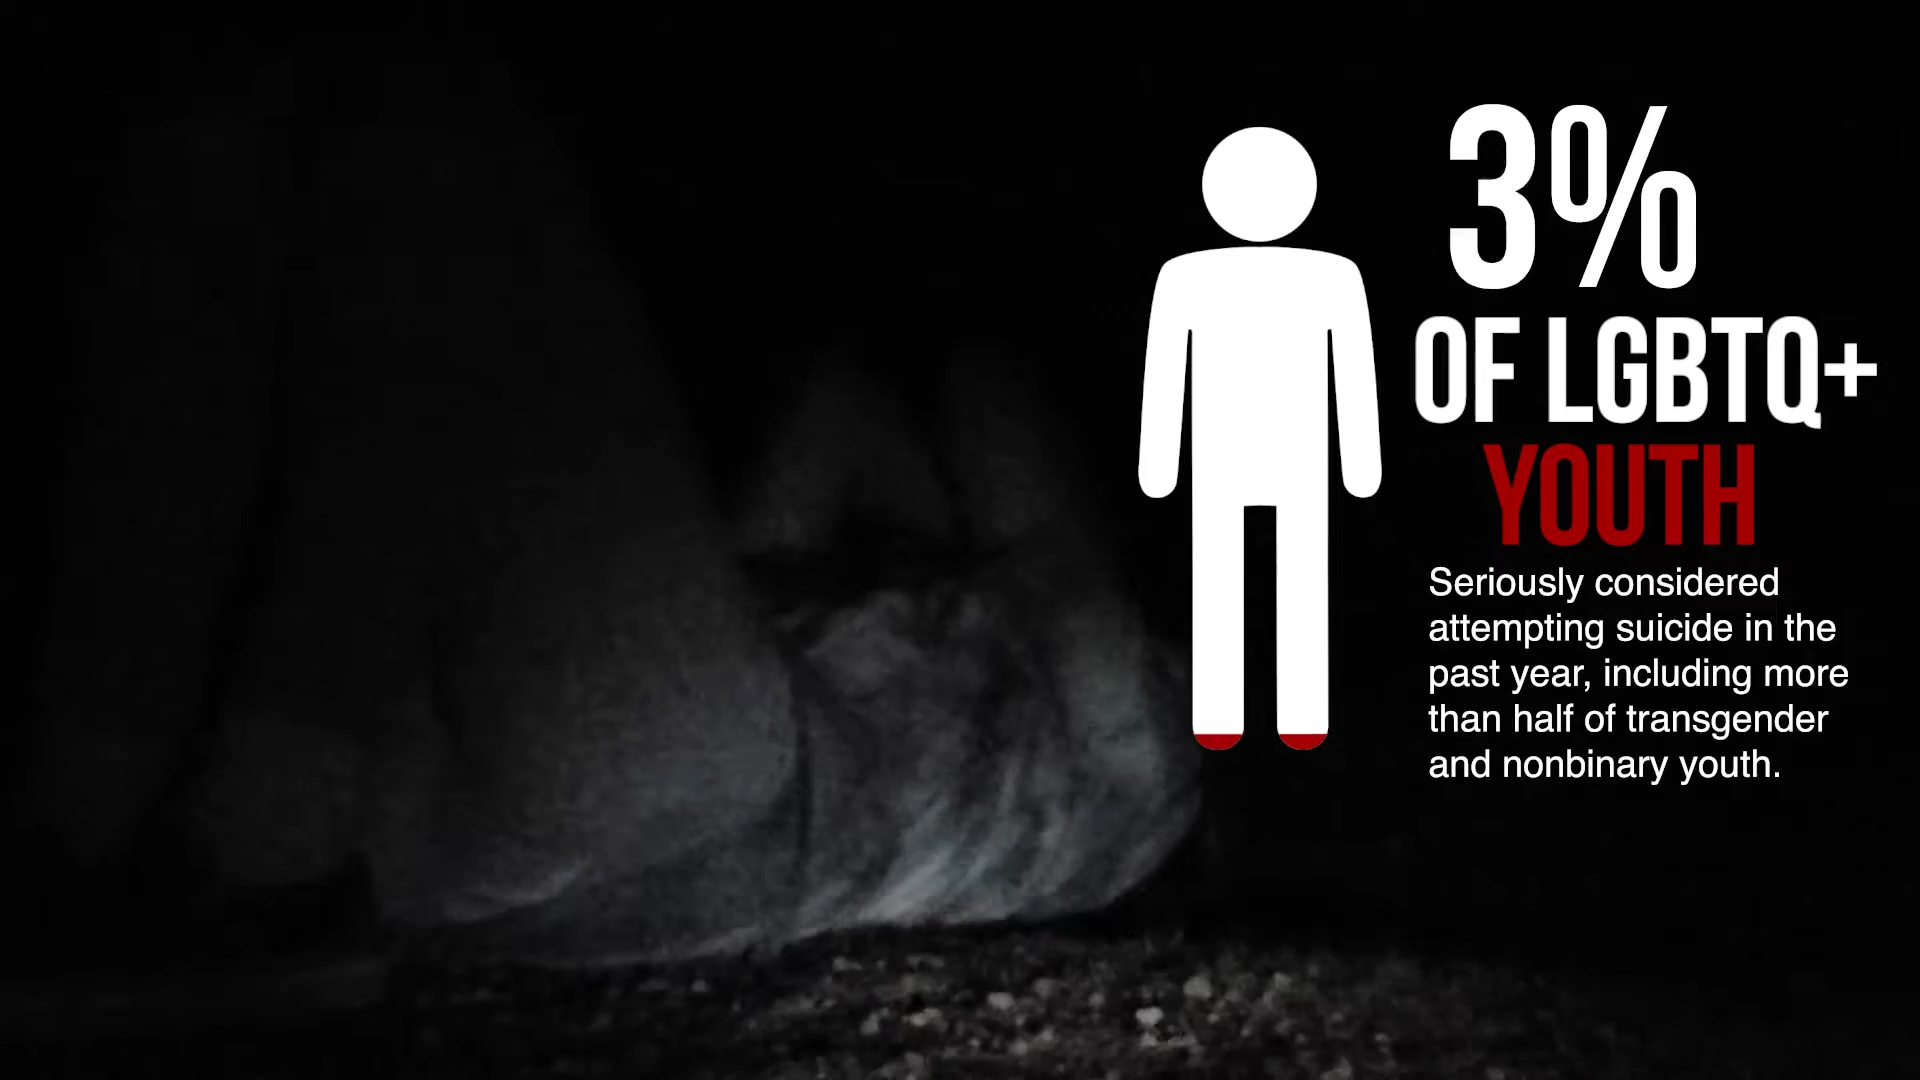 3%
OF LGBTQ+
YOUTH
Seriously considered
attempting suicide in the
past year, including more
than half of transgender
and nonbinary youth.